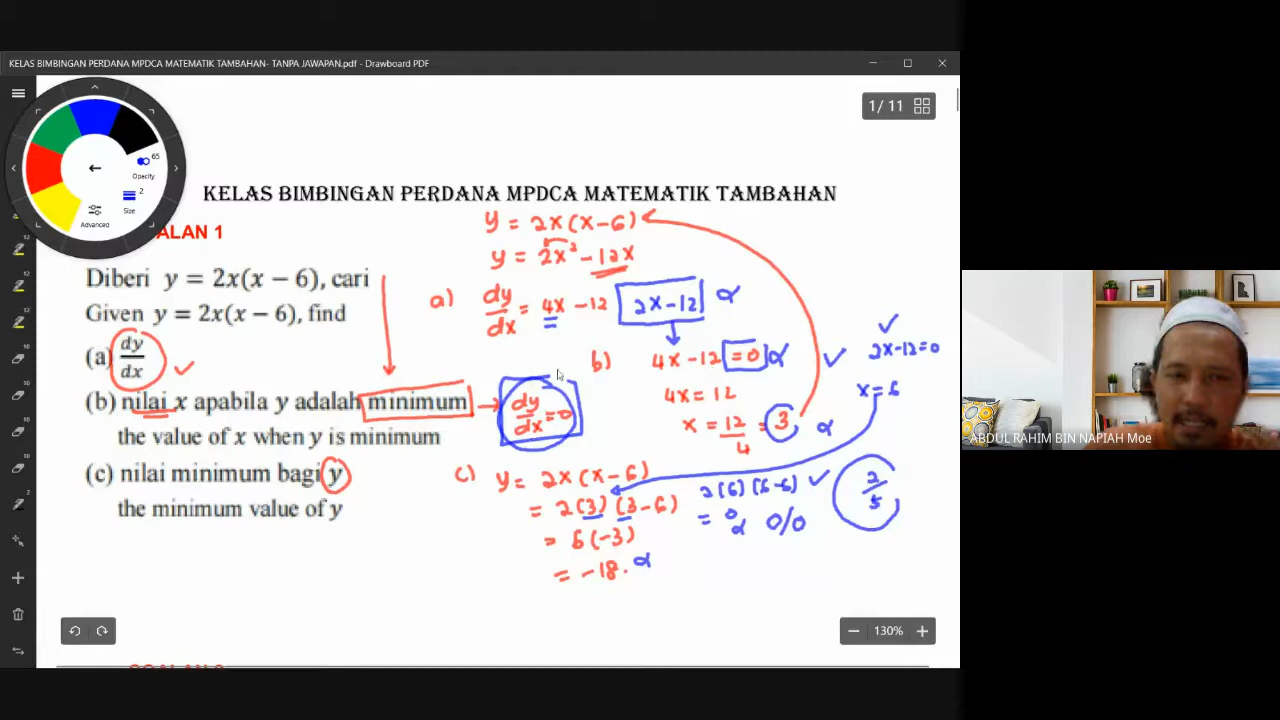 KELAS BIMBINGAN PERDANA MPDCA MATEMATIK TAMBAHAN- TANPA JAWAPAN.pdf - Drawboard PDF
1 / 11
65
Opacity
2
Size
Advanced
KELAS BIMBINGAN PERDANA MPDCA MATEMATIK TAMBAHAN
ALAN 1
Diberi y = 2x(x − 6), cari
Given y = 2x(x − 6), find
(a) dy/dx ✓
(b) nilai x apabila y adalah minimum → dy/dx = 0
the value of x when y is minimum
(c) nilai minimum bagi y
the minimum value of y
y = 2x(x-6)
y = 2x² - 12x
a) dy/dx = 4x - 12
2x-12 α
b) 4x-12 = 0 α ✓
4x = 12
x = 12/4 = 3 α
✓
2x-12=0
x=6
c) y = 2x(x-6)
= 2(3)(3-6)
= 6(-3)
= -18. α
2(6)(6-6) ✓
= 0 α 0/0
2/5
ABDUL RAHIM BIN NAPIAH Moe
130%